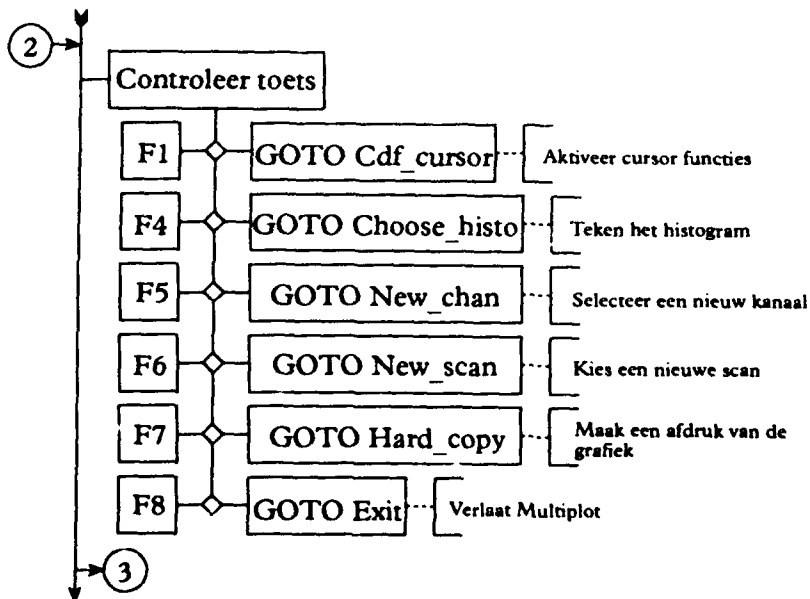 2
Controleer toets
F1 GOTO Cdf_cursor Aktiveer cursor functies
F4 GOTO Choose_histo Teken het histogram
F5 GOTO New_chan Selecteer een nieuw kanaal
F6 GOTO New_scan Kies een nieuwe scan
F7 GOTO Hard_copy Maak een afdruk van de
grafiek
F8 GOTO Exit Verlaat Multiplot
3